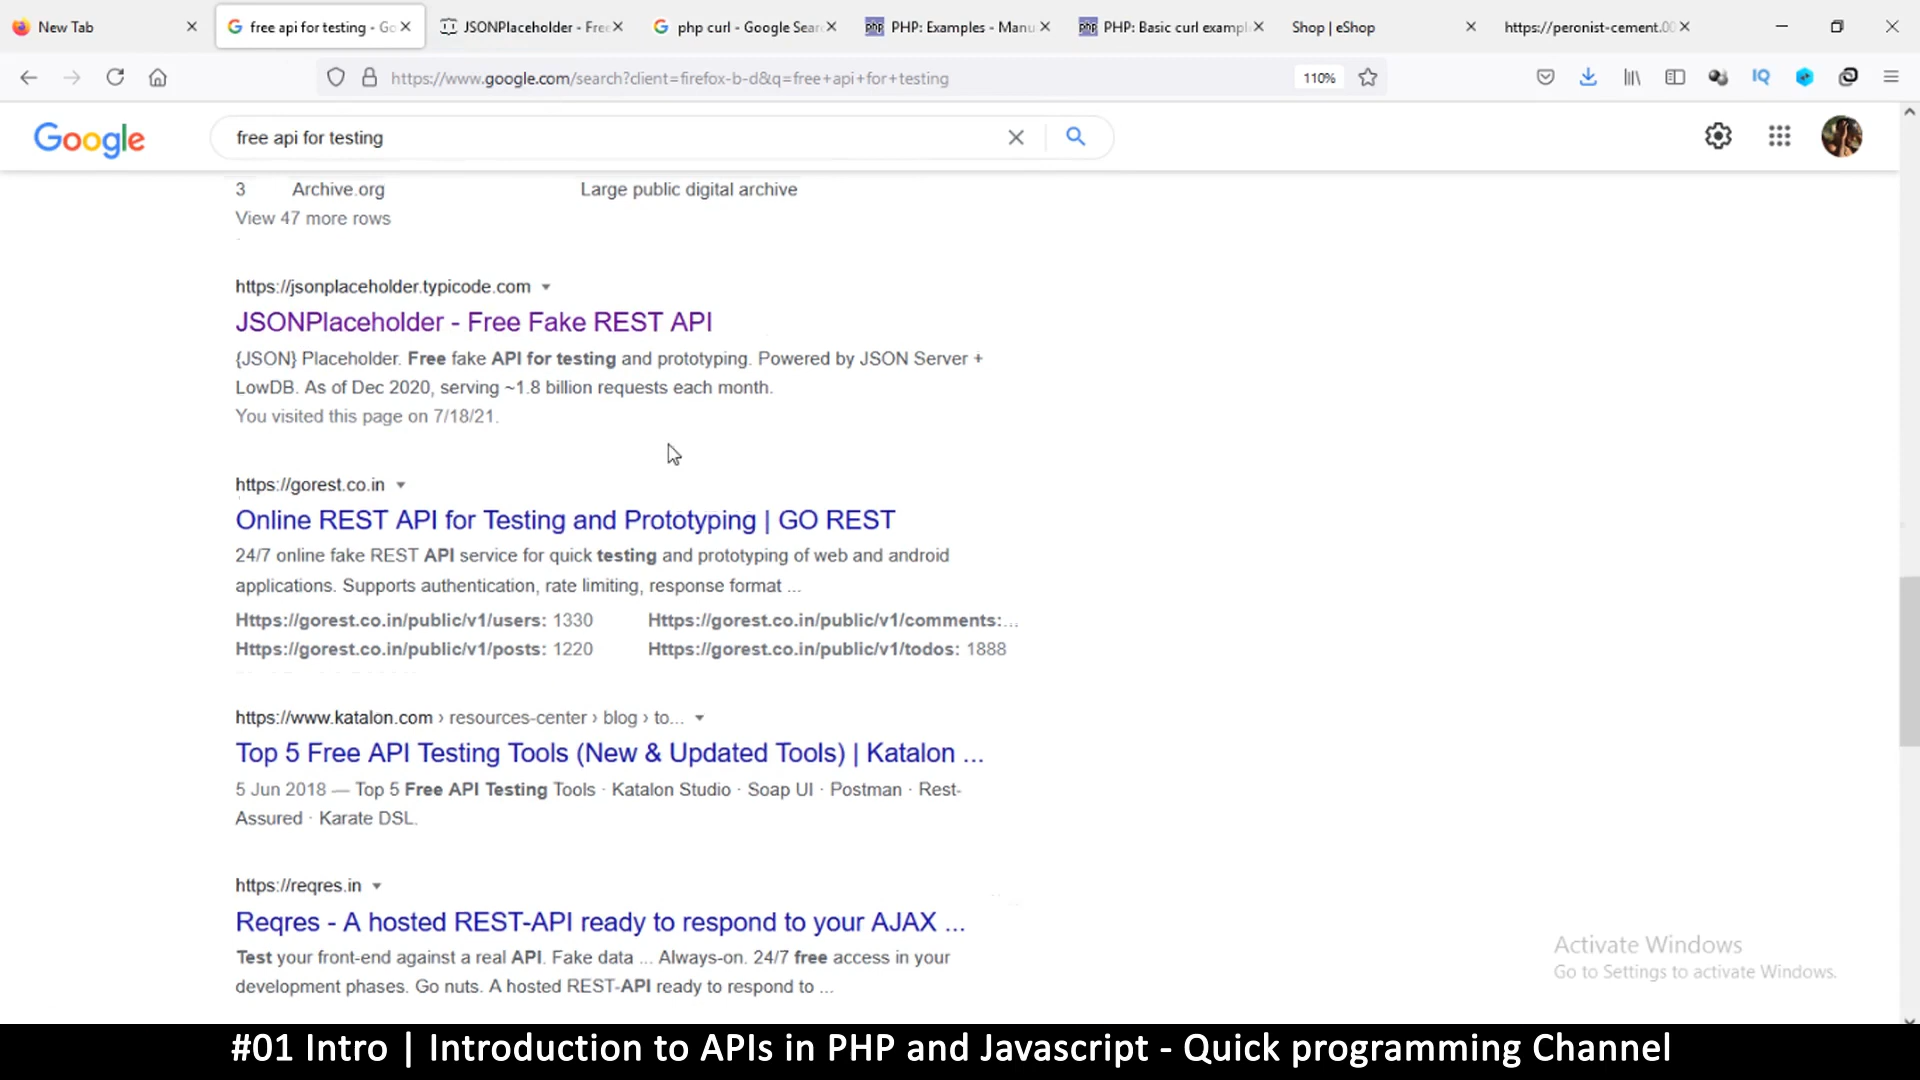 New Tab
free api for testing - Go
JSONPlaceholder - Free
php curl - Google Sear
PHP: Examples - Manu
PHP: Basic curl exampl
Shop | eShop
https://peronist-cement.00
https://www.google.com/search?client=firefox-b-d&q=free+api+for+testing
110%
IQ
Google
free api for testing
3 Archive.org Large public digital archive
View 47 more rows
https://jsonplaceholder.typicode.com
JSONPlaceholder - Free Fake REST API
{JSON} Placeholder. Free fake API for testing and prototyping. Powered by JSON Server +
LowDB. As of Dec 2020, serving ~1.8 billion requests each month.
You visited this page on 7/18/21.
https://gorest.co.in
Online REST API for Testing and Prototyping | GO REST
24/7 online fake REST API service for quick testing and prototyping of web and android
applications. Supports authentication, rate limiting, response format ...
Https://gorest.co.in/public/v1/users: 1330 Https://gorest.co.in/public/v1/comments:...
Https://gorest.co.in/public/v1/posts: 1220 Https://gorest.co.in/public/v1/todos: 1888
https://www.katalon.com › resources-center › blog › to...
Top 5 Free API Testing Tools (New & Updated Tools) | Katalon ...
5 Jun 2018 — Top 5 Free API Testing Tools · Katalon Studio · Soap UI · Postman · Rest-
Assured · Karate DSL.
https://reqres.in
Reqres - A hosted REST-API ready to respond to your AJAX ...
Test your front-end against a real API. Fake data ... Always-on. 24/7 free access in your
development phases. Go nuts. A hosted REST-API ready to respond to ...
Activate Windows
Go to Settings to activate Windows.
#01 Intro | Introduction to APIs in PHP and Javascript - Quick programming Channel